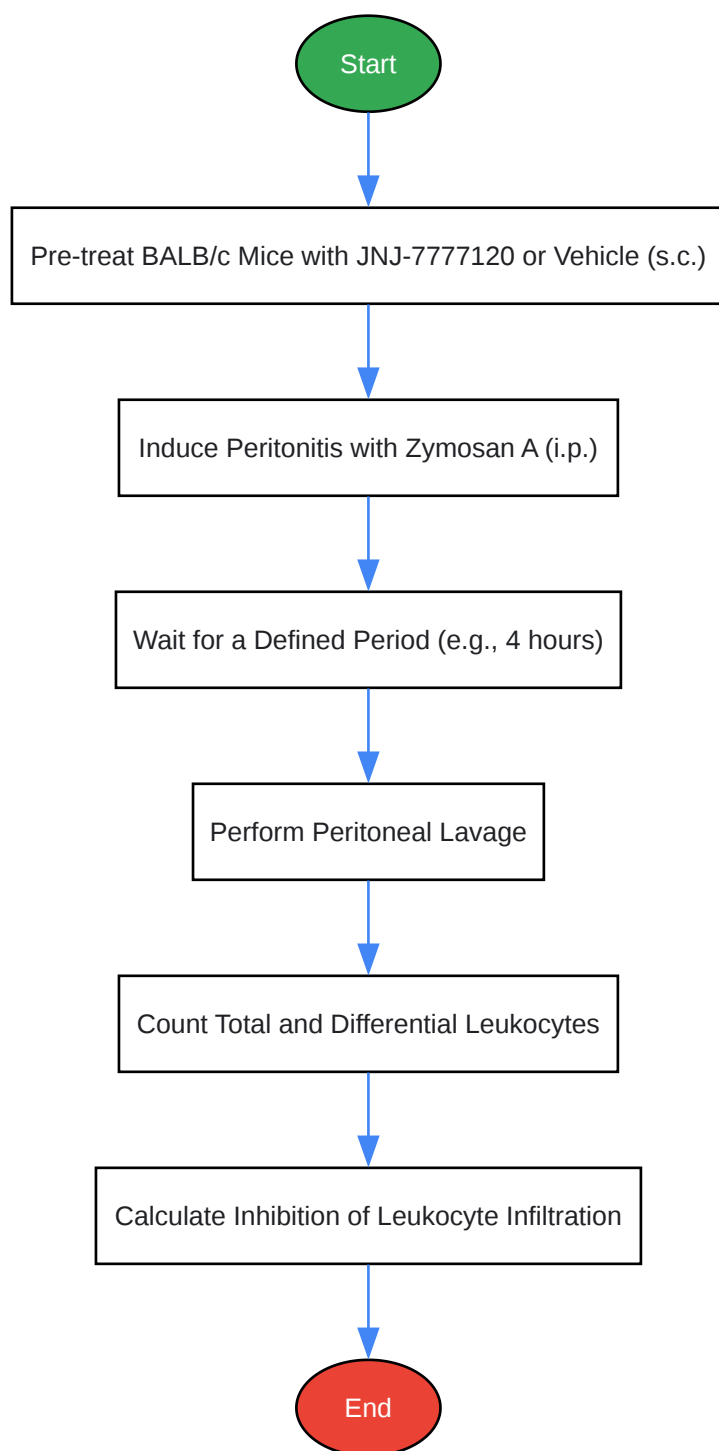 Start
Pre-treat BALB/c Mice with JNJ-7777120 or Vehicle (s.c.)
Induce Peritonitis with Zymosan A (i.p.)
Wait for a Defined Period (e.g., 4 hours)
Perform Peritoneal Lavage
Count Total and Differential Leukocytes
Calculate Inhibition of Leukocyte Infiltration
End